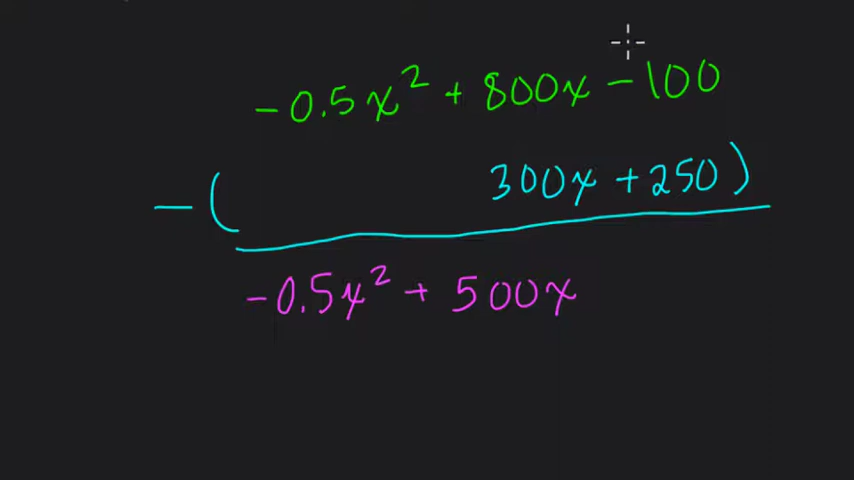 -0.5x² + 800x - 100
-( 300x + 250 )
-0.5x² + 500x